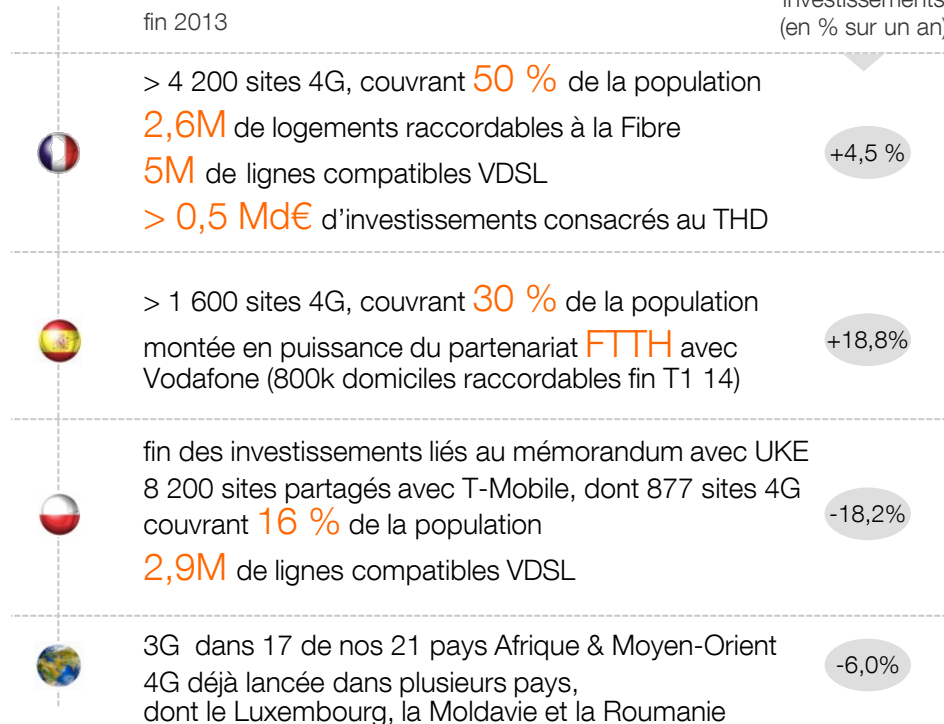 investissements
fin 2013
(en % sur un an)
> 4 200 sites 4G, couvrant 50 % de la population
2,6M de logements raccordables à la Fibre
5M de lignes compatibles VDSL
> 0,5 Md€ d'investissements consacrés au THD
+4,5 %
> 1 600 sites 4G, couvrant 30 % de la population
montée en puissance du partenariat FTTH avec
Vodafone (800k domiciles raccordables fin T1 14)
+18,8%
fin des investissements liés au mémorandum avec UKE
8 200 sites partagés avec T-Mobile, dont 877 sites 4G
couvrant 16 % de la population
2,9M de lignes compatibles VDSL
-18,2%
3G dans 17 de nos 21 pays Afrique & Moyen-Orient
4G déjà lancée dans plusieurs pays,
dont le Luxembourg, la Moldavie et la Roumanie
-6,0%